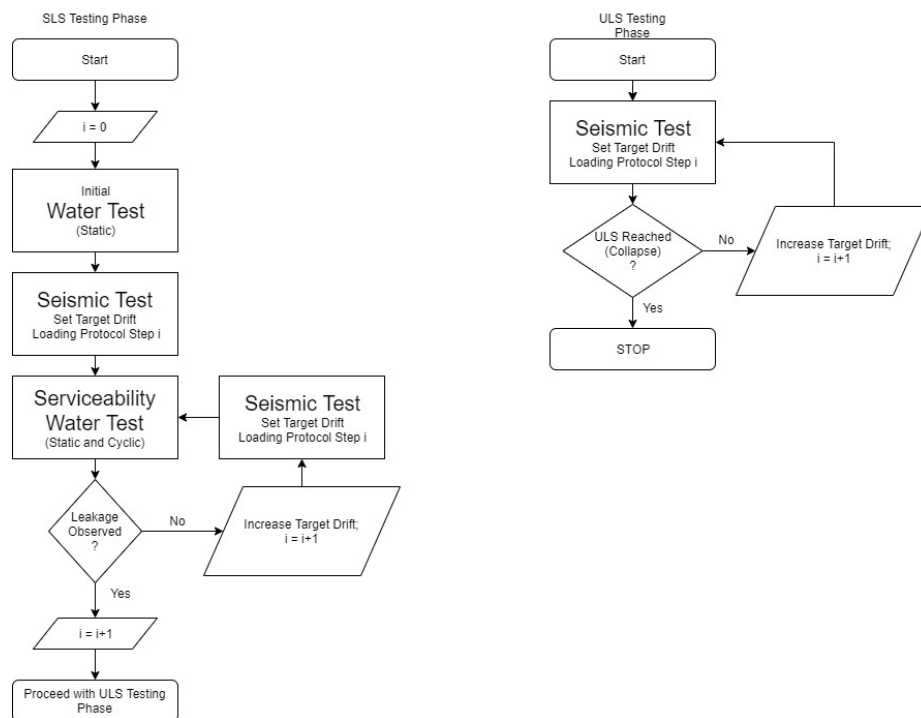 SLS Testing Phase
Start
i = 0
Initial
Water Test
(Static)
Seismic Test
Set Target Drift
Loading Protocol Step i
Serviceability
Water Test
(Static and Cyclic)
Seismic Test
Set Target Drift
Loading Protocol Step i
Leakage
Observed
?
No
Increase Target Drift;
i = i+1
Yes
i = i+1
Proceed with ULS Testing
Phase
ULS Testing
Phase
Start
Seismic Test
Set Target Drift
Loading Protocol Step i
ULS Reached
(Collapse)
?
No
Increase Target Drift;
i = i+1
Yes
STOP